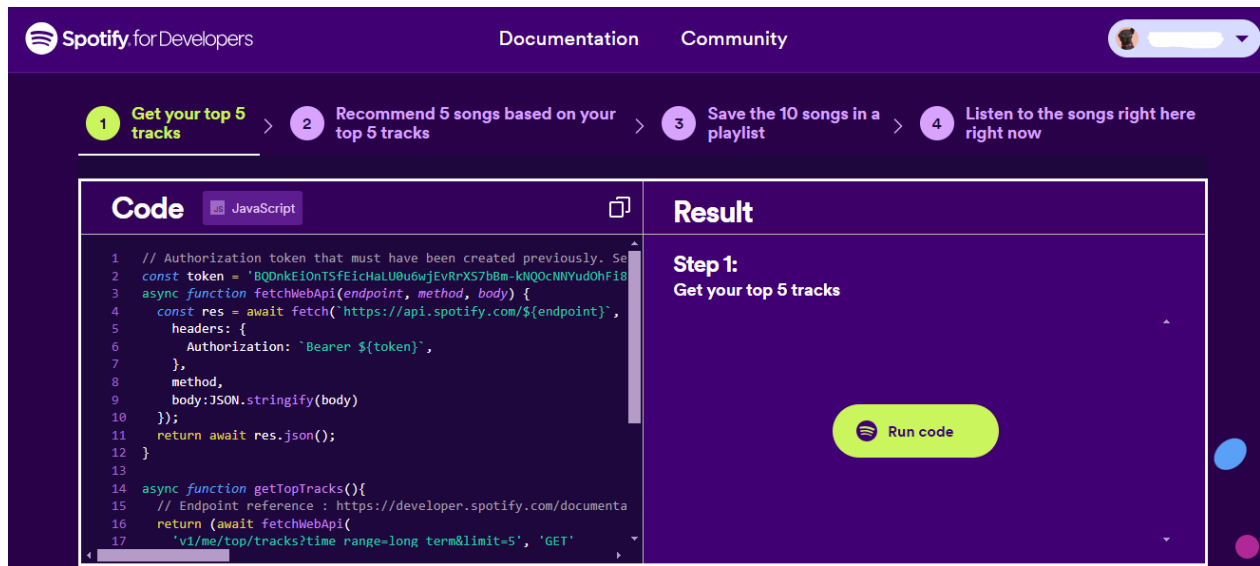 Spotify for Developers
Documentation
Community
1
Get your top 5
tracks
2
Recommend 5 songs based on your
top 5 tracks
3
Save the 10 songs in a
playlist
4
Listen to the songs right here
right now
Code
JS JavaScript
1 // Authorization token that must have been created previously. Se
2 const token = 'BQDnkEiOnTSfEicHaLU0u6wjEvRrXS7bBm-kNQOcNNYudOhFi8
3 async function fetchWebApi(endpoint, method, body) {
4 const res = await fetch(`https://api.spotify.com/${endpoint}`,
5 headers: {
6 Authorization: `Bearer ${token}`,
7 },
8 method,
9 body:JSON.stringify(body)
10 });
11 return await res.json();
12 }
13
14 async function getTopTracks(){
15 // Endpoint reference : https://developer.spotify.com/documenta
16 return (await fetchWebApi(
17 'v1/me/top/tracks?time_range=long_term&limit=5', 'GET'
Result
Step 1:
Get your top 5 tracks
Run code